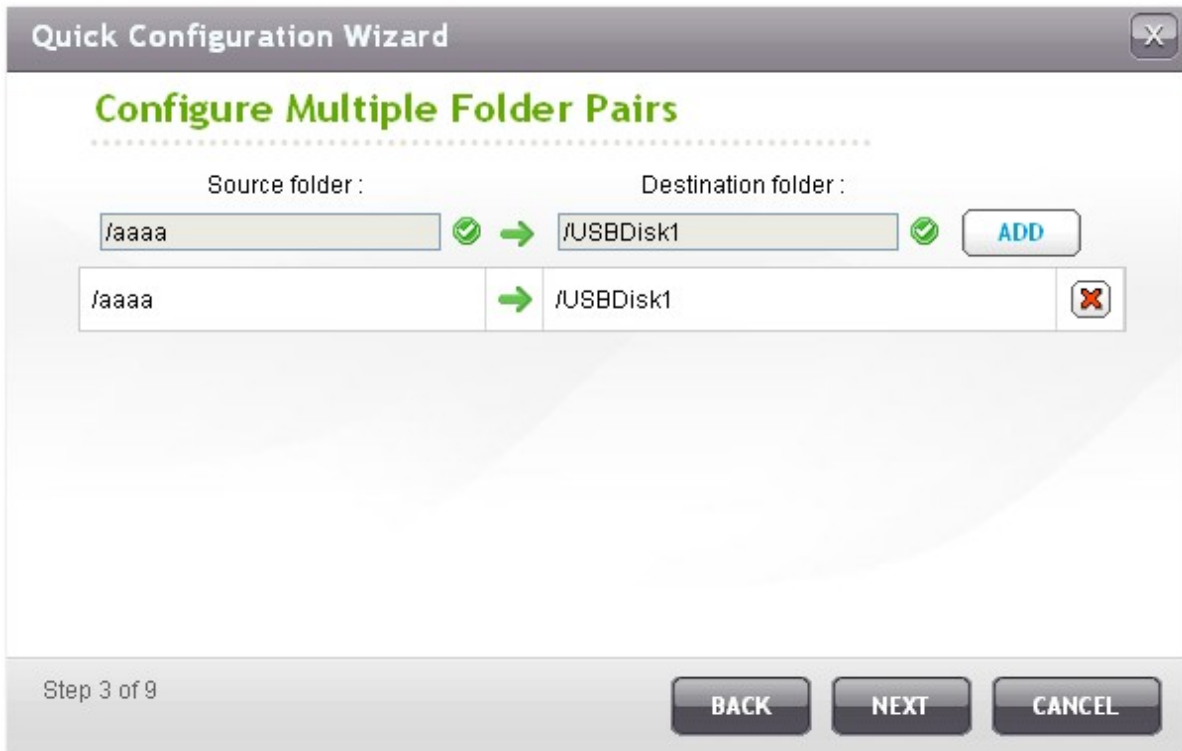 Quick Configuration Wizard
X
Configure Multiple Folder Pairs
Source folder : Destination folder :
/aaaa /USBDisk1 ADD
/aaaa /USBDisk1
Step 3 of 9 BACK NEXT CANCEL